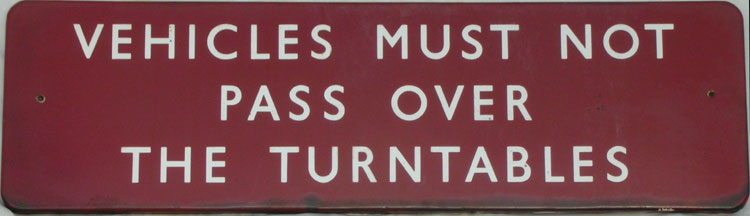 VEHICLES MUST NOT
PASS OVER
THE TURNTABLES